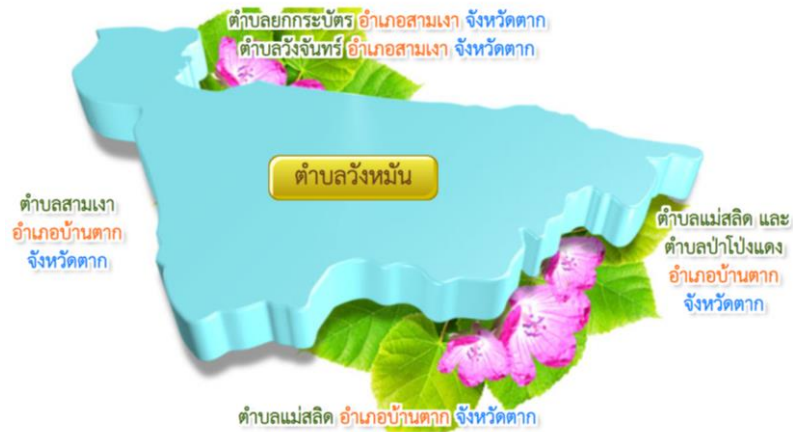 ตำบลยกกระบัตร อำเภอสามเงา จังหวัดตาก
ตำบลวังจันทร์ อำเภอสามเงา จังหวัดตาก
ตำบลวังหมัน
ตำบลสามเงา
อำเภอบ้านตาก
จังหวัดตาก
ตำบลแม่สลิด และ
ตำบลป่าโป่งแดง
อำเภอบ้านตาก
จังหวัดตาก
ตำบลแม่สลิด อำเภอบ้านตาก จังหวัดตาก